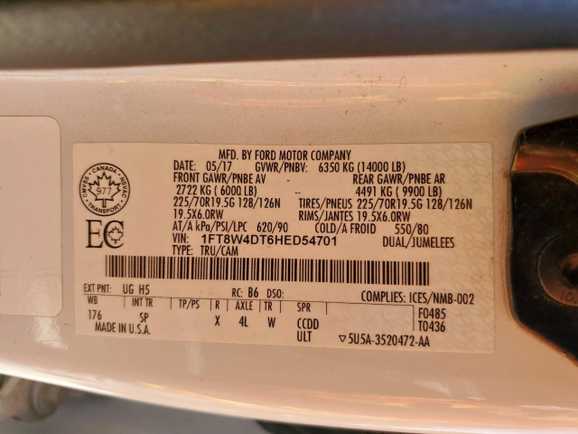 MFD. BY FORD MOTOR COMPANY
DATE: 05/17 GVWR/PNBV: 6350 KG (14000 LB)
FRONT GAWR/PNBE AV REAR GAWR/PNBE AR
2722 KG ( 6000 LB) -- 4491 KG ( 9900 LB)
225/70R19.5G 128/126N TIRES/PNEUS 225/70R19.5G 128/126N
19.5X6.0RW RIMS/JANTES 19.5X6.0RW
AT/A kPa/PSI/LPC 620/90 COLD/A FROID 550/80
VIN: 1FT8W4DT6HED54701 DUAL/JUMELEES
TYPE: TRU/CAM
CANADA
977
TRANSPORT
EC
EXT PNT: UG H5 RC: B6 DSO: COMPLIES: ICES/NMB-002
WB INT TR TP/PS R AXLE TR SPR F0485
176 SP X 4L W CCDD T0436
MADE IN U.S.A. ULT ▽5U5A-3520472-AA